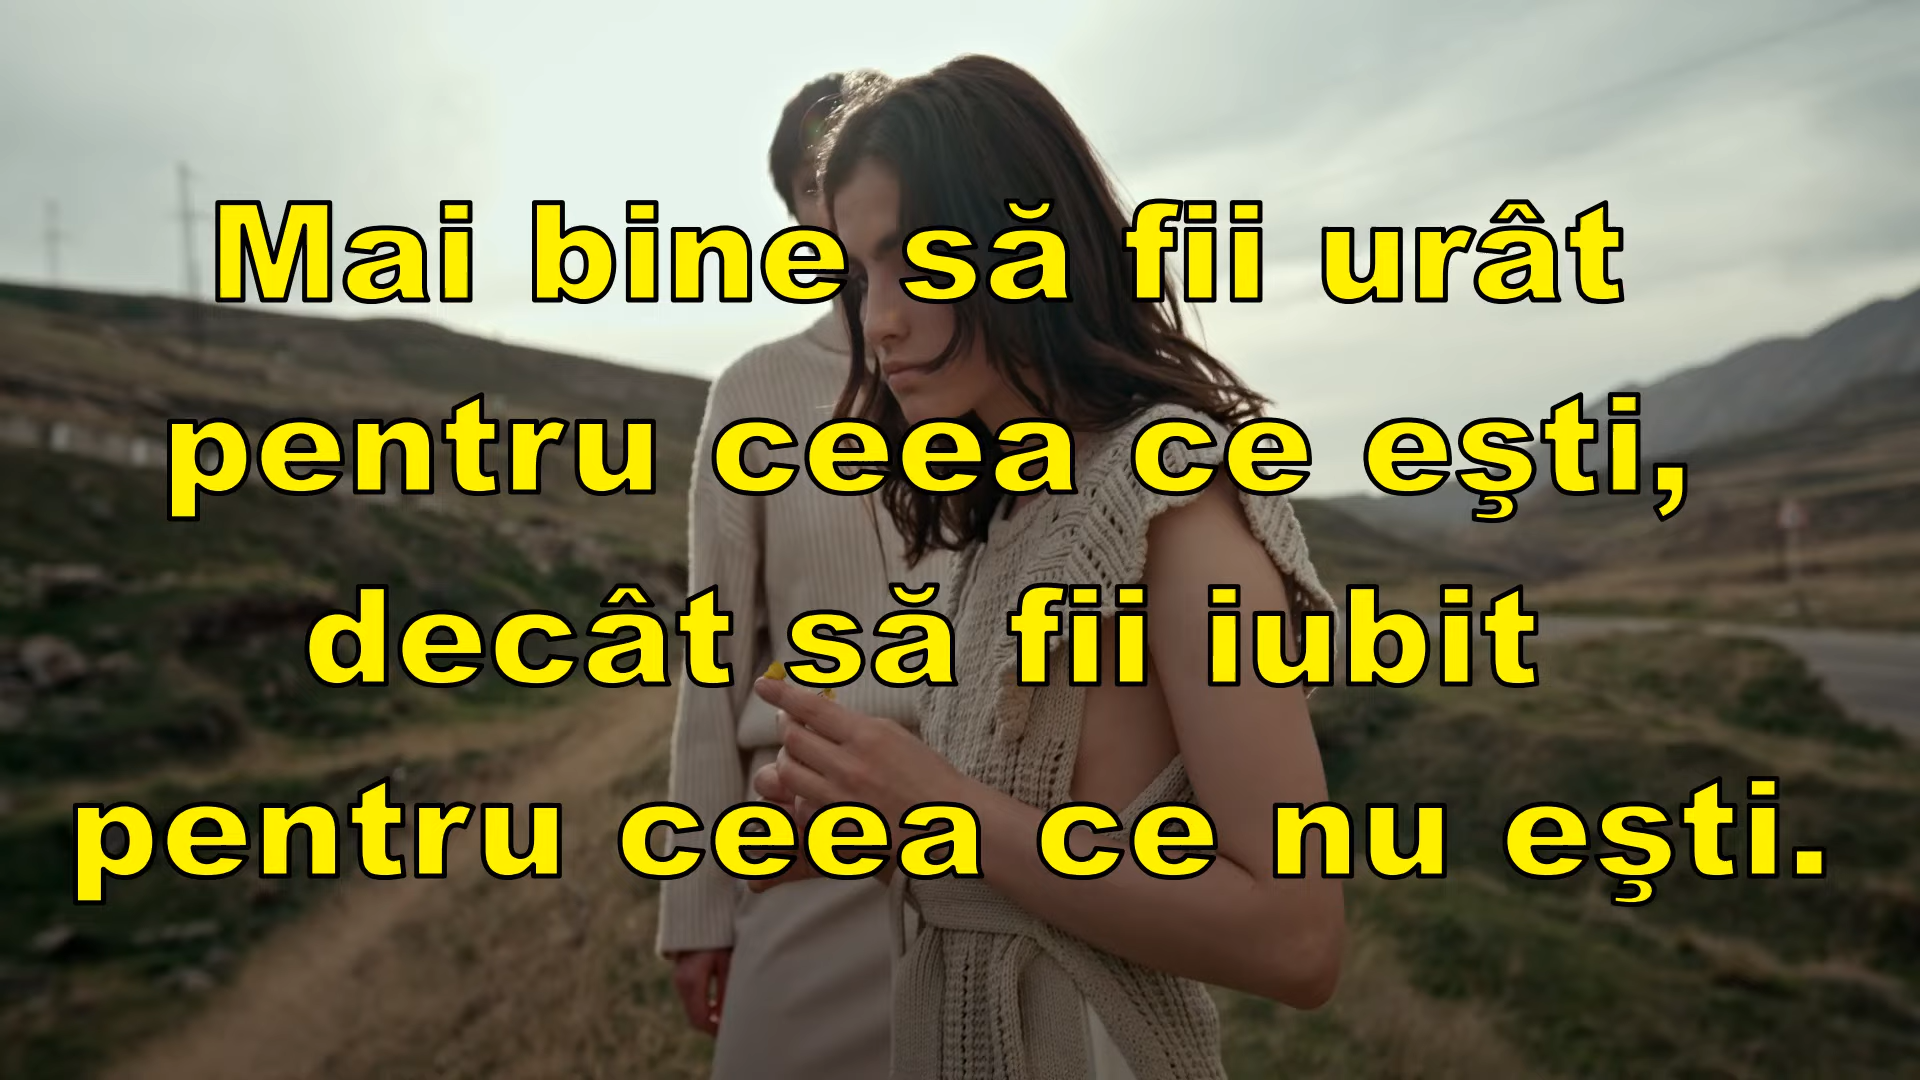 Mai bine să fii urât
pentru ceea ce eşti,
decât să fii iubit
pentru ceea ce nu eşti.